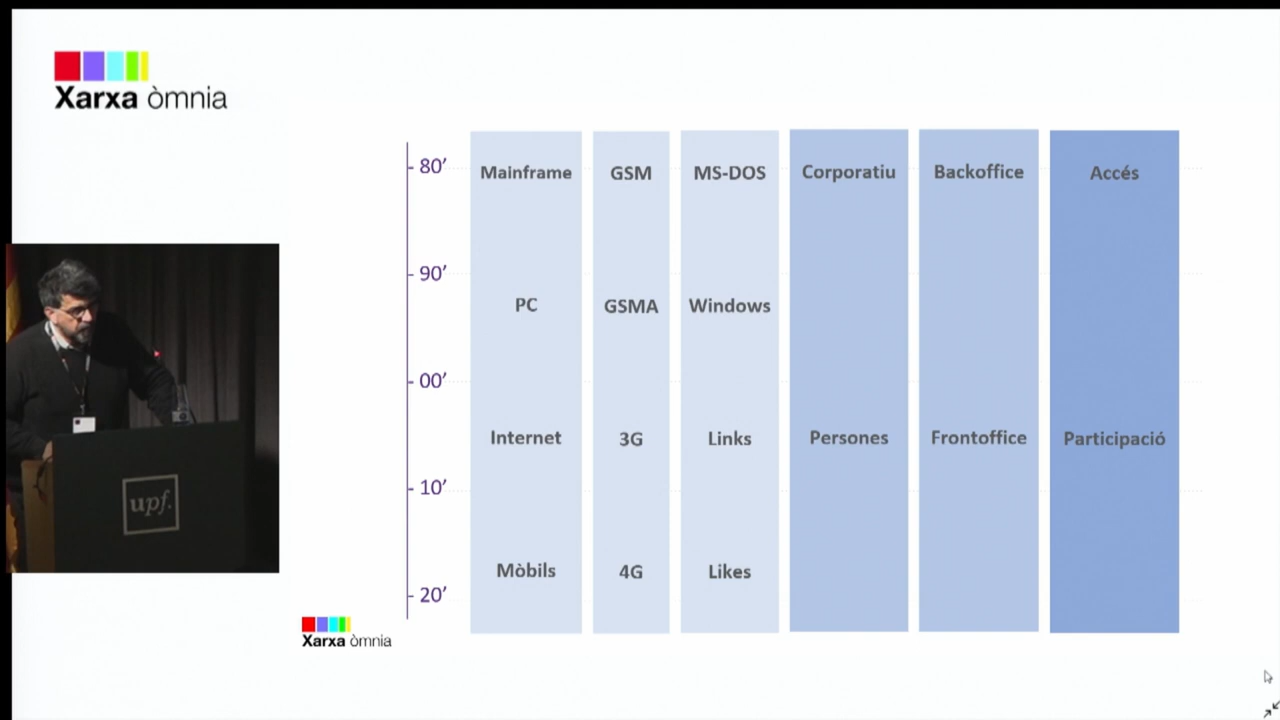 Xarxa òmnia
80’ Mainframe GSM MS-DOS Corporatiu Backoffice Accés
90’
PC GSMA Windows
00’
Internet 3G Links Persones Frontoffice Participació
10’
Mòbils 4G Likes
20’
upf.
Xarxa òmnia